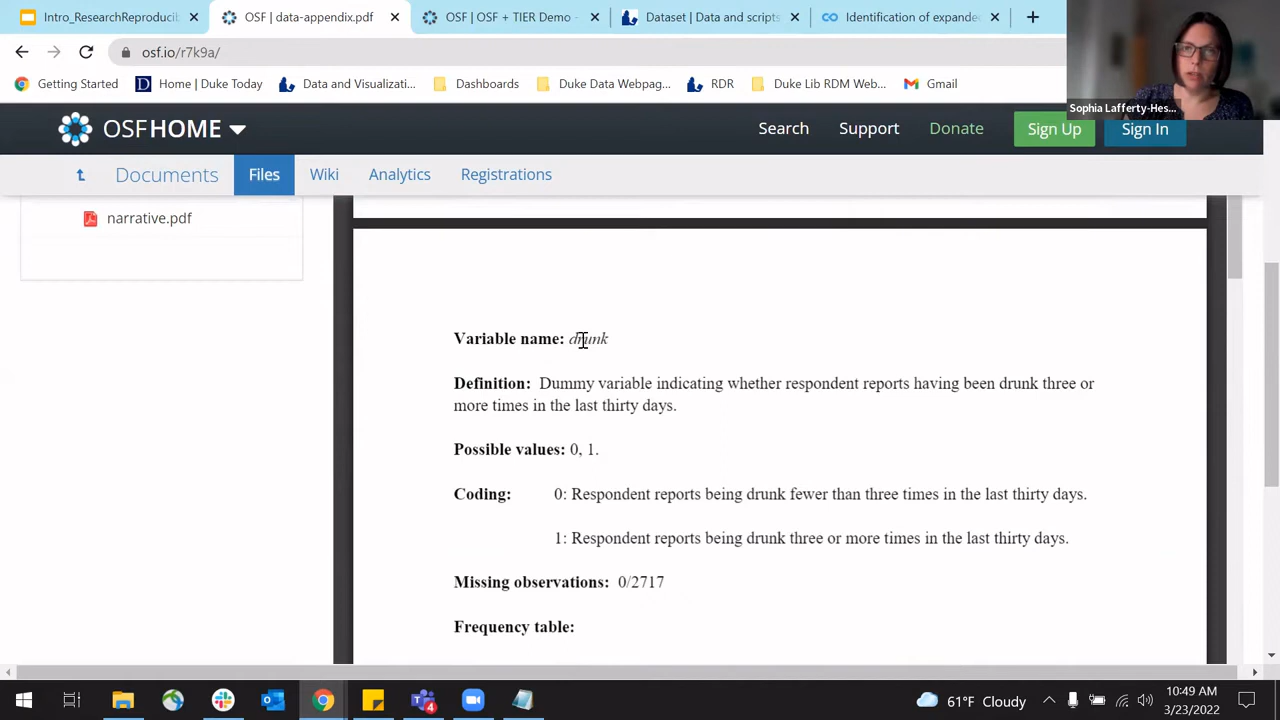 Intro_ResearchReproducib
OSF | data-appendix.pdf
OSF | OSF + TIER Demo -
Dataset | Data and scripts
Identification of expande
osf.io/r7k9a/
Getting Started
Home | Duke Today
Data and Visualizati...
Dashboards
Duke Data Webpag...
RDR
Duke Lib RDM Web...
Gmail
Sophia Lafferty-Hes...
OSFHOME
Search
Support
Donate
Sign Up
Sign In
Documents
Files
Wiki
Analytics
Registrations
narrative.pdf
Variable name: drunk
Definition: Dummy variable indicating whether respondent reports having been drunk three or
more times in the last thirty days.
Possible values: 0, 1.
Coding: 0: Respondent reports being drunk fewer than three times in the last thirty days.
1: Respondent reports being drunk three or more times in the last thirty days.
Missing observations: 0/2717
Frequency table:
4
61°F Cloudy
10:49 AM
3/23/2022